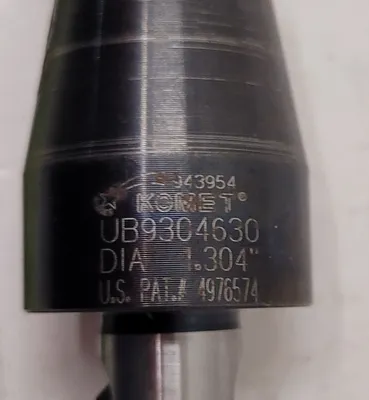 943954
KOMET®
UB9304630
DIA 1.304"
U.S. PAT.# 4976574